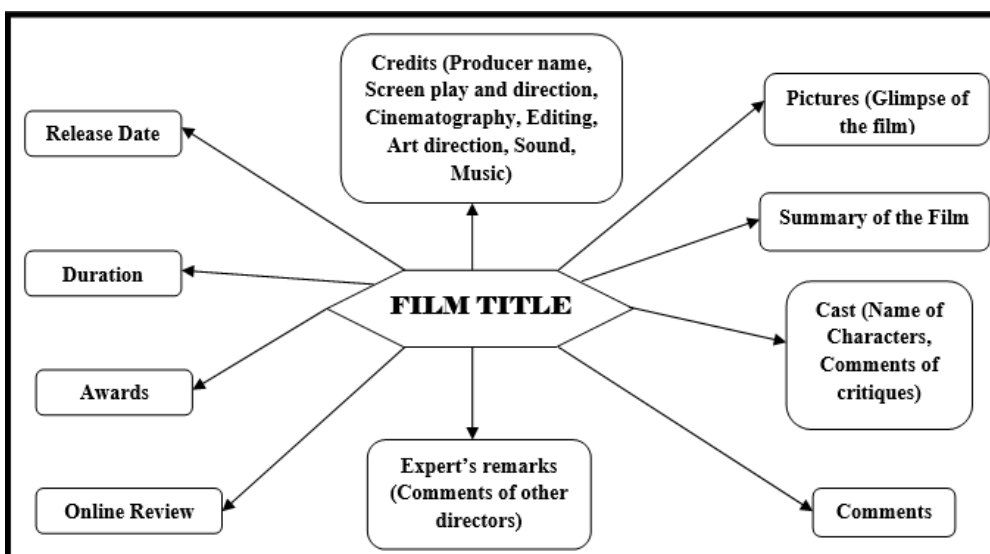 Credits (Producer name,
Screen play and direction,
Cinematography, Editing,
Art direction, Sound,
Music)
Release Date
Pictures (Glimpse of
the film)
Summary of the Film
Duration
FILM TITLE
Cast (Name of
Characters,
Comments of
critiques)
Awards
Expert's remarks
(Comments of other
directors)
Online Review
Comments